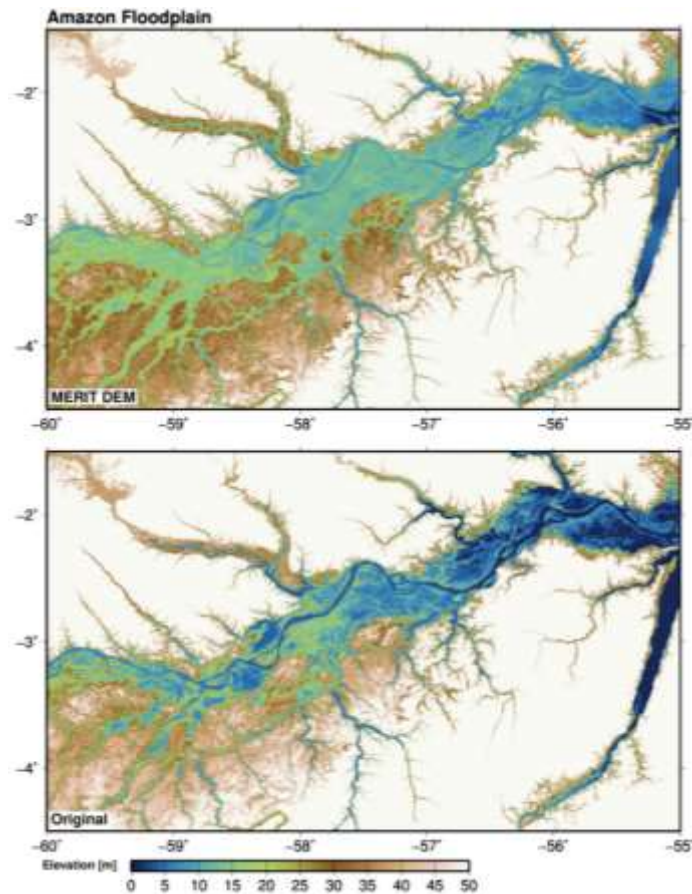 Amazon Floodplain
−2˚
−3˚
−4˚
MERIT DEM
−60˚ −59˚ −58˚ −57˚ −56˚ −55˚
−2˚
−3˚
−4˚
Original
−60˚ −59˚ −58˚ −57˚ −56˚ −55˚
Elevation [m]
0 5 10 15 20 25 30 35 40 45 50